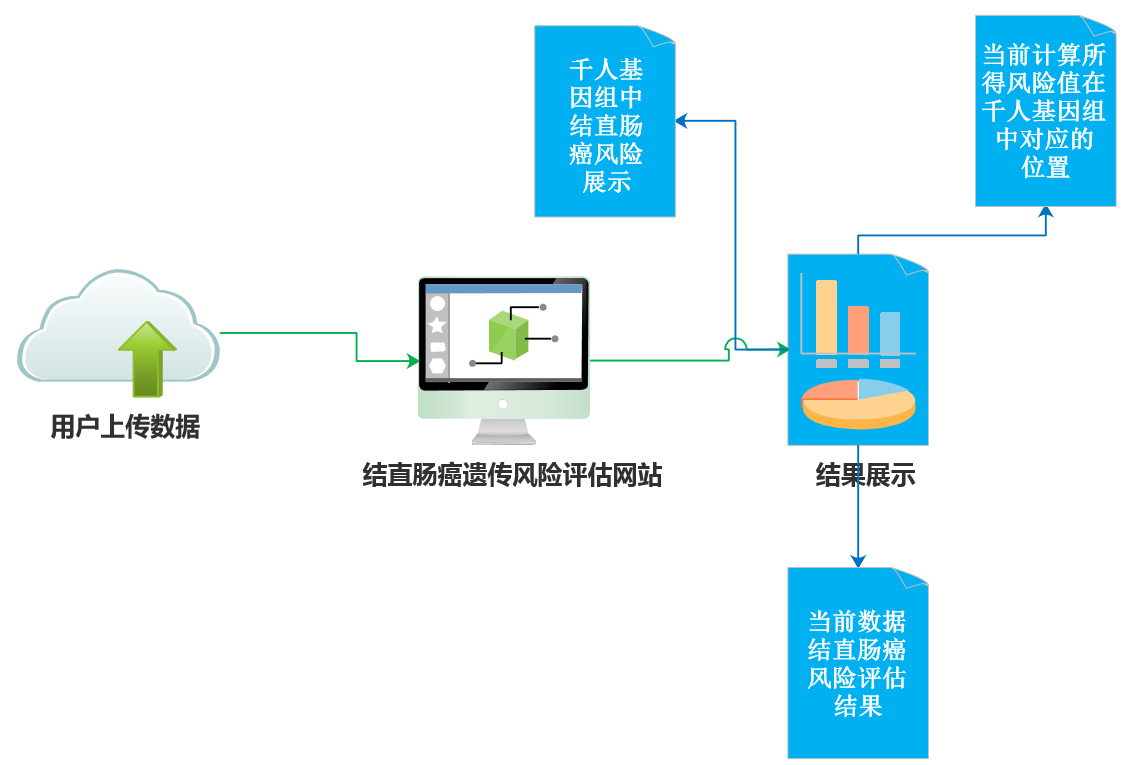 千人基
因组中
结直肠
癌风险
展示
当前计算所
得风险值在
千人基因组
中对应的
位置
用户上传数据
结直肠癌遗传风险评估网站
结果展示
当前数据
结直肠癌
风险评估
结果